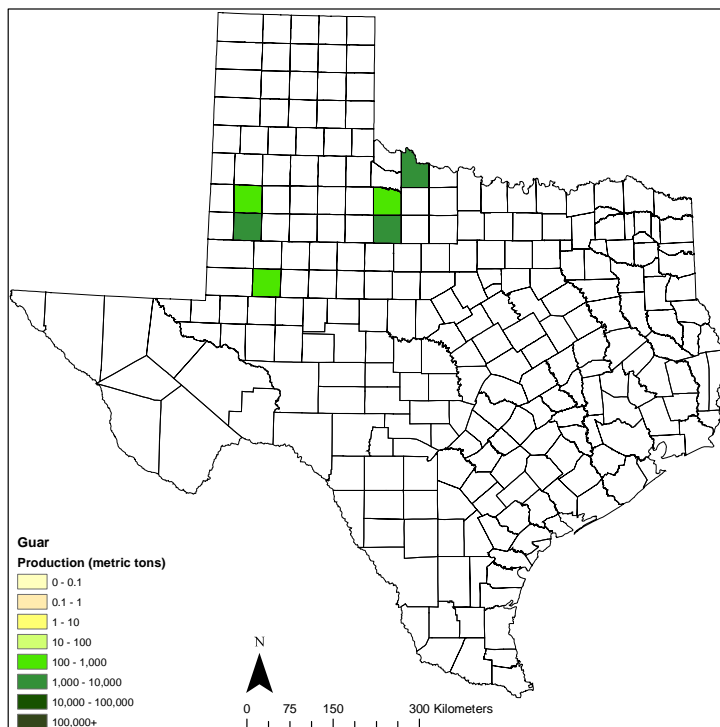 Guar
Production (metric tons)
0 - 0.1
0.1 - 1
1 - 10
10 - 100
100 - 1,000
1,000 - 10,000
10,000 - 100,000
100,000+
N
0 75 150 300 Kilometers